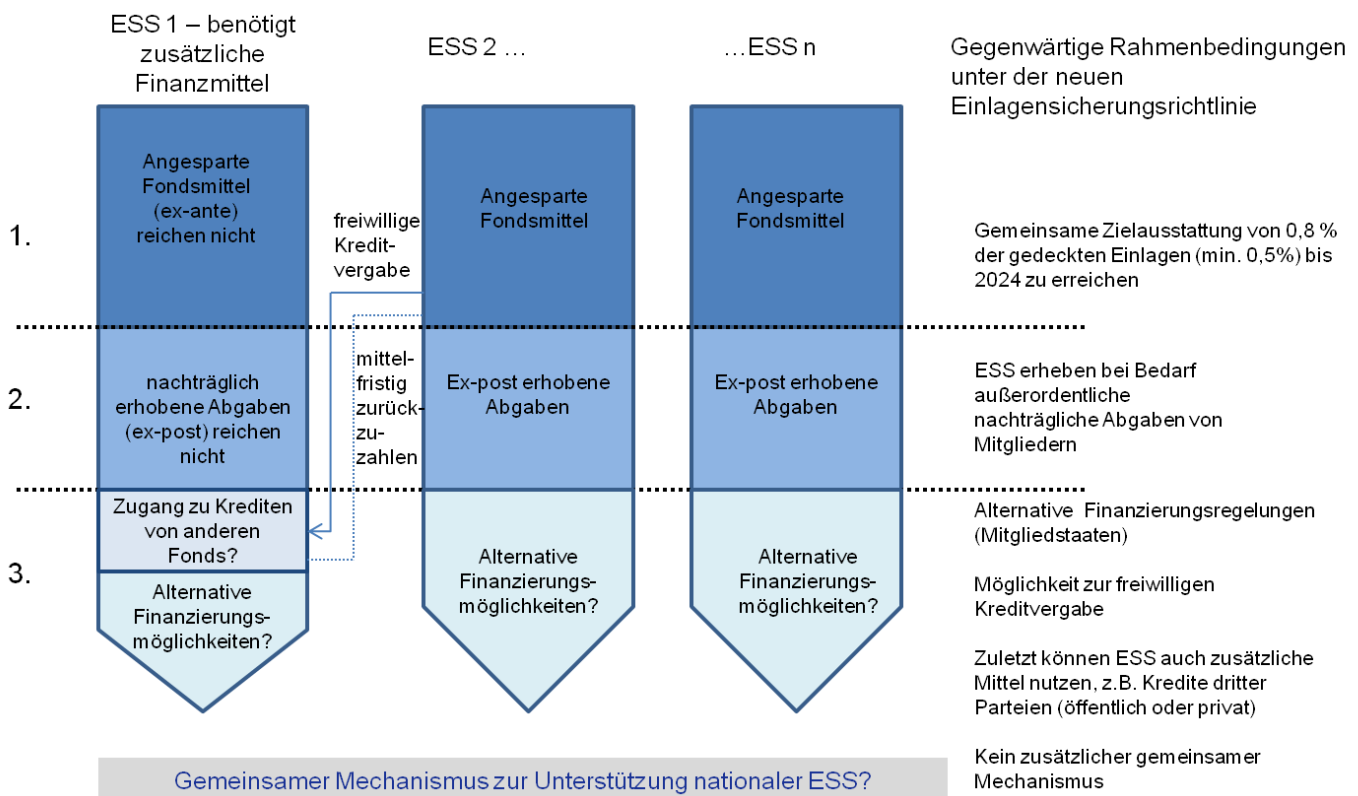 ESS 1 – benötigt
zusätzliche
Finanzmittel
ESS 2 ...
...ESS n
Gegenwärtige Rahmenbedingungen
unter der neuen
Einlagensicherungsrichtlinie
1.
Angesparte
Fondsmittel
(ex-ante)
reichen nicht
freiwillige
Kredit-
vergabe
Angesparte
Fondsmittel
Angesparte
Fondsmittel
Gemeinsame Zielausstattung von 0,8 %
der gedeckten Einlagen (min. 0,5%) bis
2024 zu erreichen
2.
nachträglich
erhobene Abgaben
(ex-post) reichen
nicht
mittel-
fristig
zurück-
zu-
zahlen
Ex-post erhobene
Abgaben
Ex-post erhobene
Abgaben
ESS erheben bei Bedarf
außerordentliche
nachträgliche Abgaben von
Mitgliedern
3.
Zugang zu Krediten
von anderen
Fonds?
Alternative
Finanzierungs-
möglichkeiten?
Alternative
Finanzierungs-
möglichkeiten?
Alternative
Finanzierungs-
möglichkeiten?
Alternative Finanzierungsregelungen
(Mitgliedstaaten)
Möglichkeit zur freiwilligen
Kreditvergabe
Zuletzt können ESS auch zusätzliche
Mittel nutzen, z.B. Kredite dritter
Parteien (öffentlich oder privat)
Kein zusätzlicher gemeinsamer
Mechanismus
Gemeinsamer Mechanismus zur Unterstützung nationaler ESS?